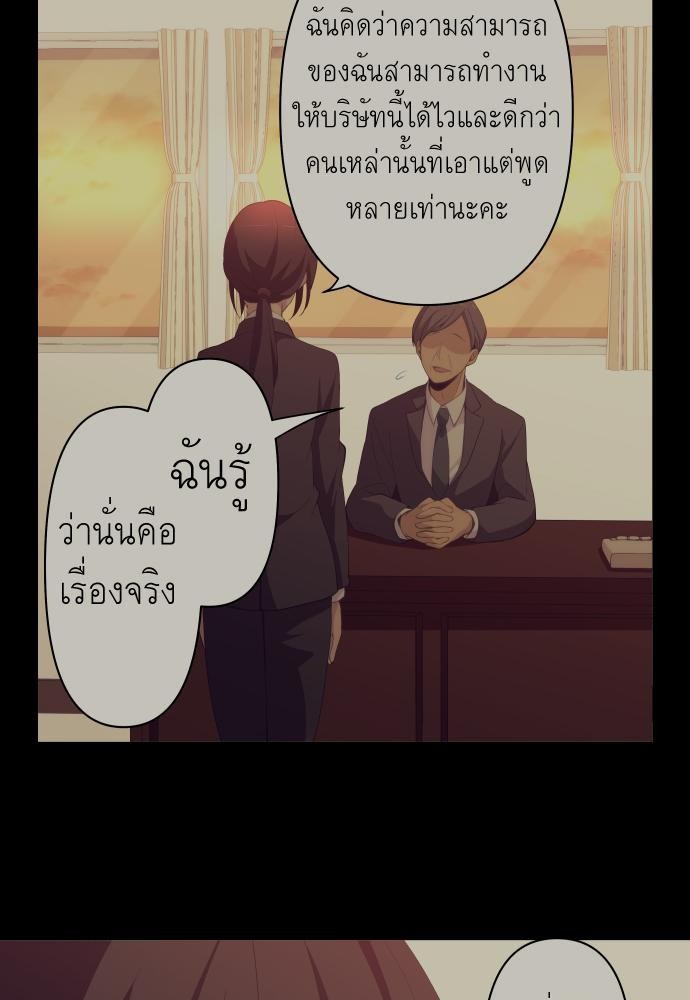 ฉันคิดว่าความสามารถ
ของฉันสามารถทำงาน
ให้บริษัทนี้ได้ไวและดีกว่า
คนเหล่านั้นที่เอาแต่พูด
หลายเท่านะคะ
ฉันรู้
ว่านั่นคือ
เรื่องจริง